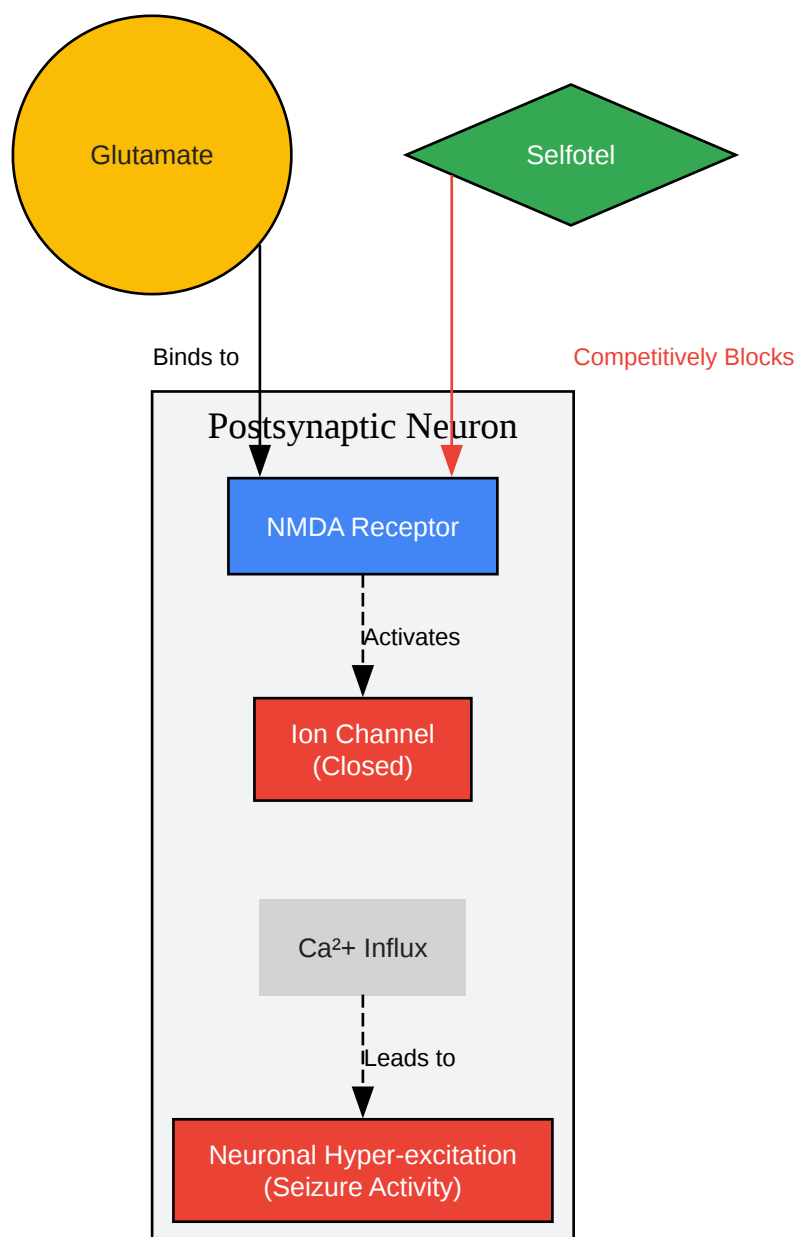 Glutamate
Selfotel
Binds to
Competitively Blocks
Postsynaptic Neuron
NMDA Receptor
Activates
Ion Channel
(Closed)
Ca²+ Influx
Leads to
Neuronal Hyper-excitation
(Seizure Activity)